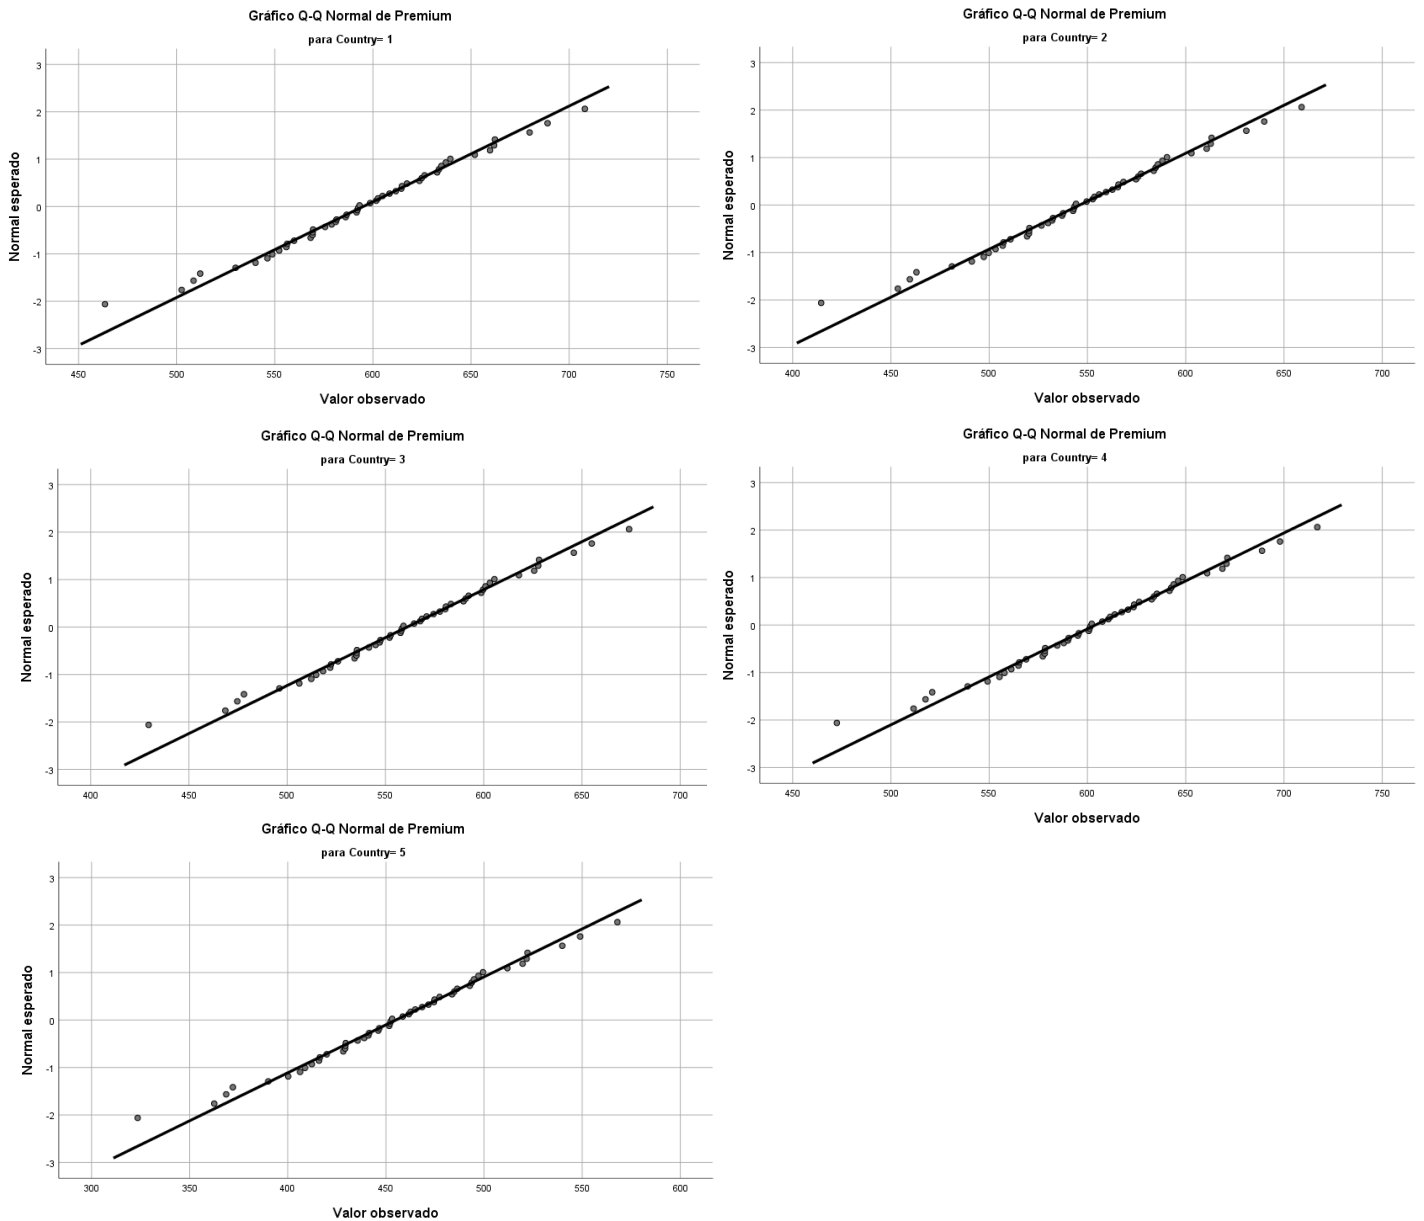 Gráfico Q-Q Normal de Premium
para Country= 1
Normal esperado
3
2
1
0
-1
-2
-3
450 500 550 600 650 700 750
Valor observado
Gráfico Q-Q Normal de Premium
para Country= 2
Normal esperado
3
2
1
0
-1
-2
-3
400 450 500 550 600 650 700
Valor observado
Gráfico Q-Q Normal de Premium
para Country= 3
Normal esperado
3
2
1
0
-1
-2
-3
400 450 500 550 600 650 700
Valor observado
Gráfico Q-Q Normal de Premium
para Country= 4
Normal esperado
3
2
1
0
-1
-2
-3
450 500 550 600 650 700 750
Valor observado
Gráfico Q-Q Normal de Premium
para Country= 5
Normal esperado
3
2
1
0
-1
-2
-3
300 350 400 450 500 550 600
Valor observado